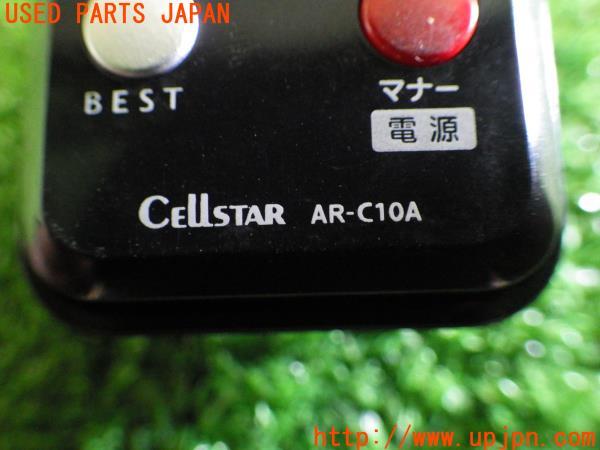 USED PARTS JAPAN
BEST
マナー
電源
CELLSTAR AR-C10A
http://www.upjpn.com/